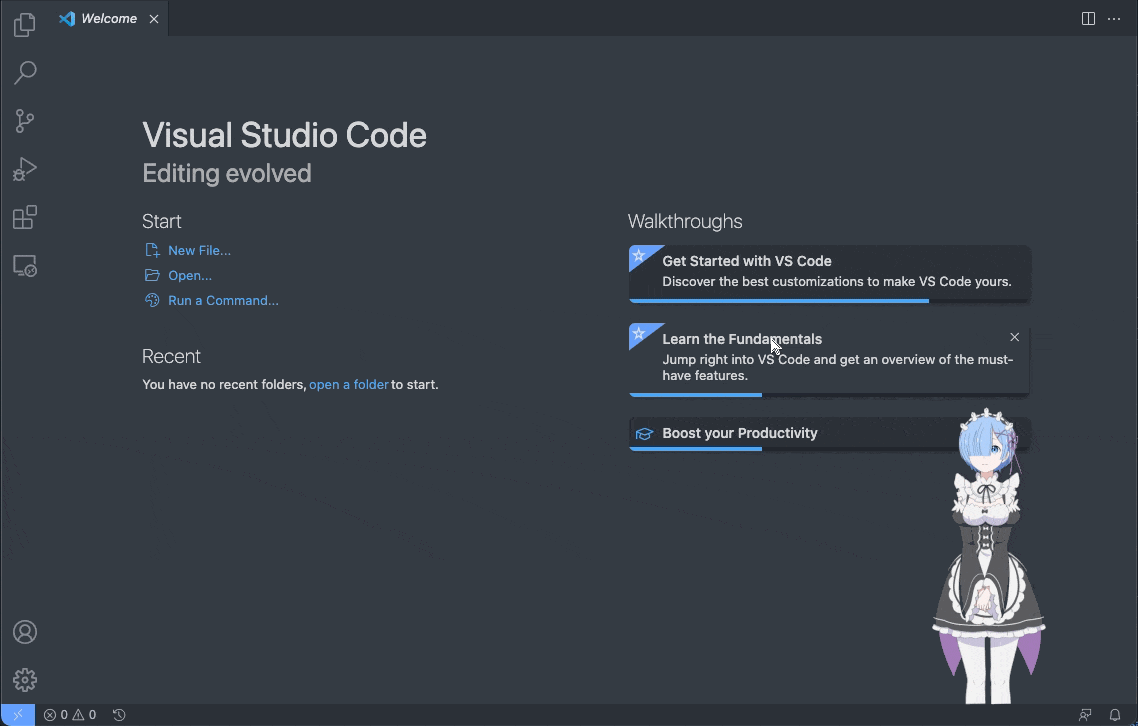 Welcome
Visual Studio Code
Editing evolved
Start
New File...
Open...
Run a Command...
Recent
You have no recent folders, open a folder to start.
Walkthroughs
Get Started with VS Code
Discover the best customizations to make VS Code yours.
Learn the Fundamentals
Jump right into VS Code and get an overview of the must-
have features.
Boost your Productivity
0 0